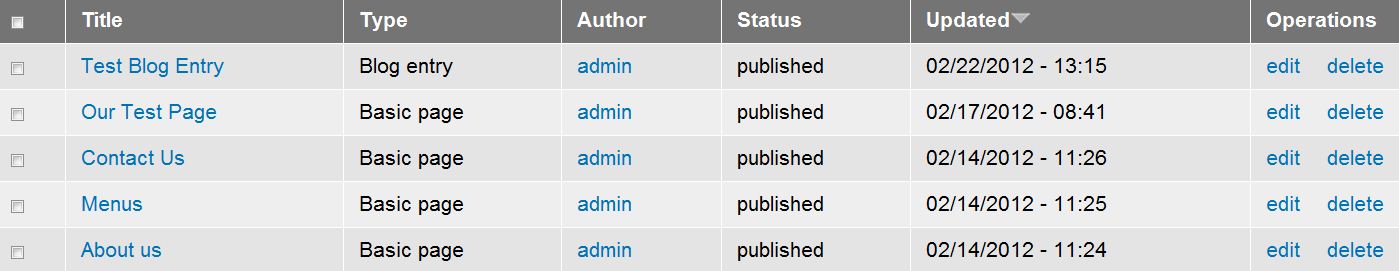 Title Type Author Status Updated Operations
Test Blog Entry Blog entry admin published 02/22/2012 - 13:15 edit delete
Our Test Page Basic page admin published 02/17/2012 - 08:41 edit delete
Contact Us Basic page admin published 02/14/2012 - 11:26 edit delete
Menus Basic page admin published 02/14/2012 - 11:25 edit delete
About us Basic page admin published 02/14/2012 - 11:24 edit delete